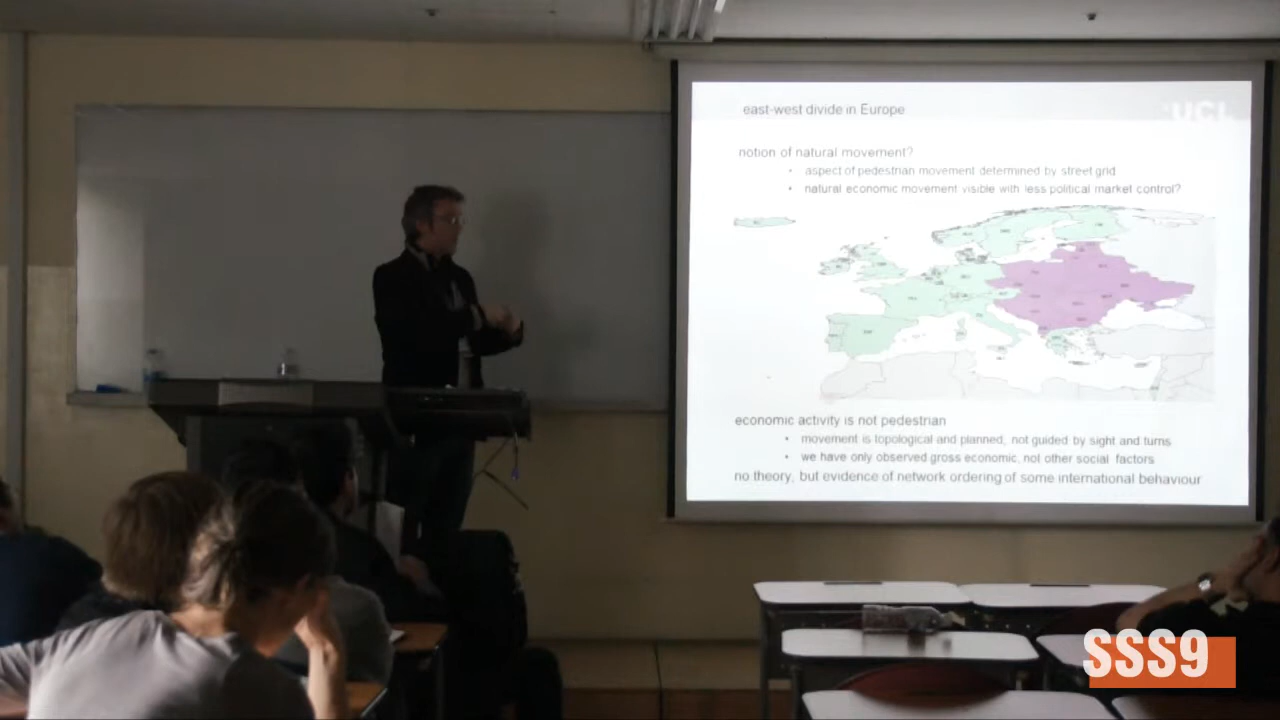 east-west divide in Europe
UCL
notion of natural movement?
• aspect of pedestrian movement determined by street grid
• natural economic movement visible with less political market control?
economic activity is not pedestrian
• movement is topological and planned, not guided by sight and turns
• we have only observed gross economic, not other social factors
no theory, but evidence of network ordering of some international behaviour
SSS9